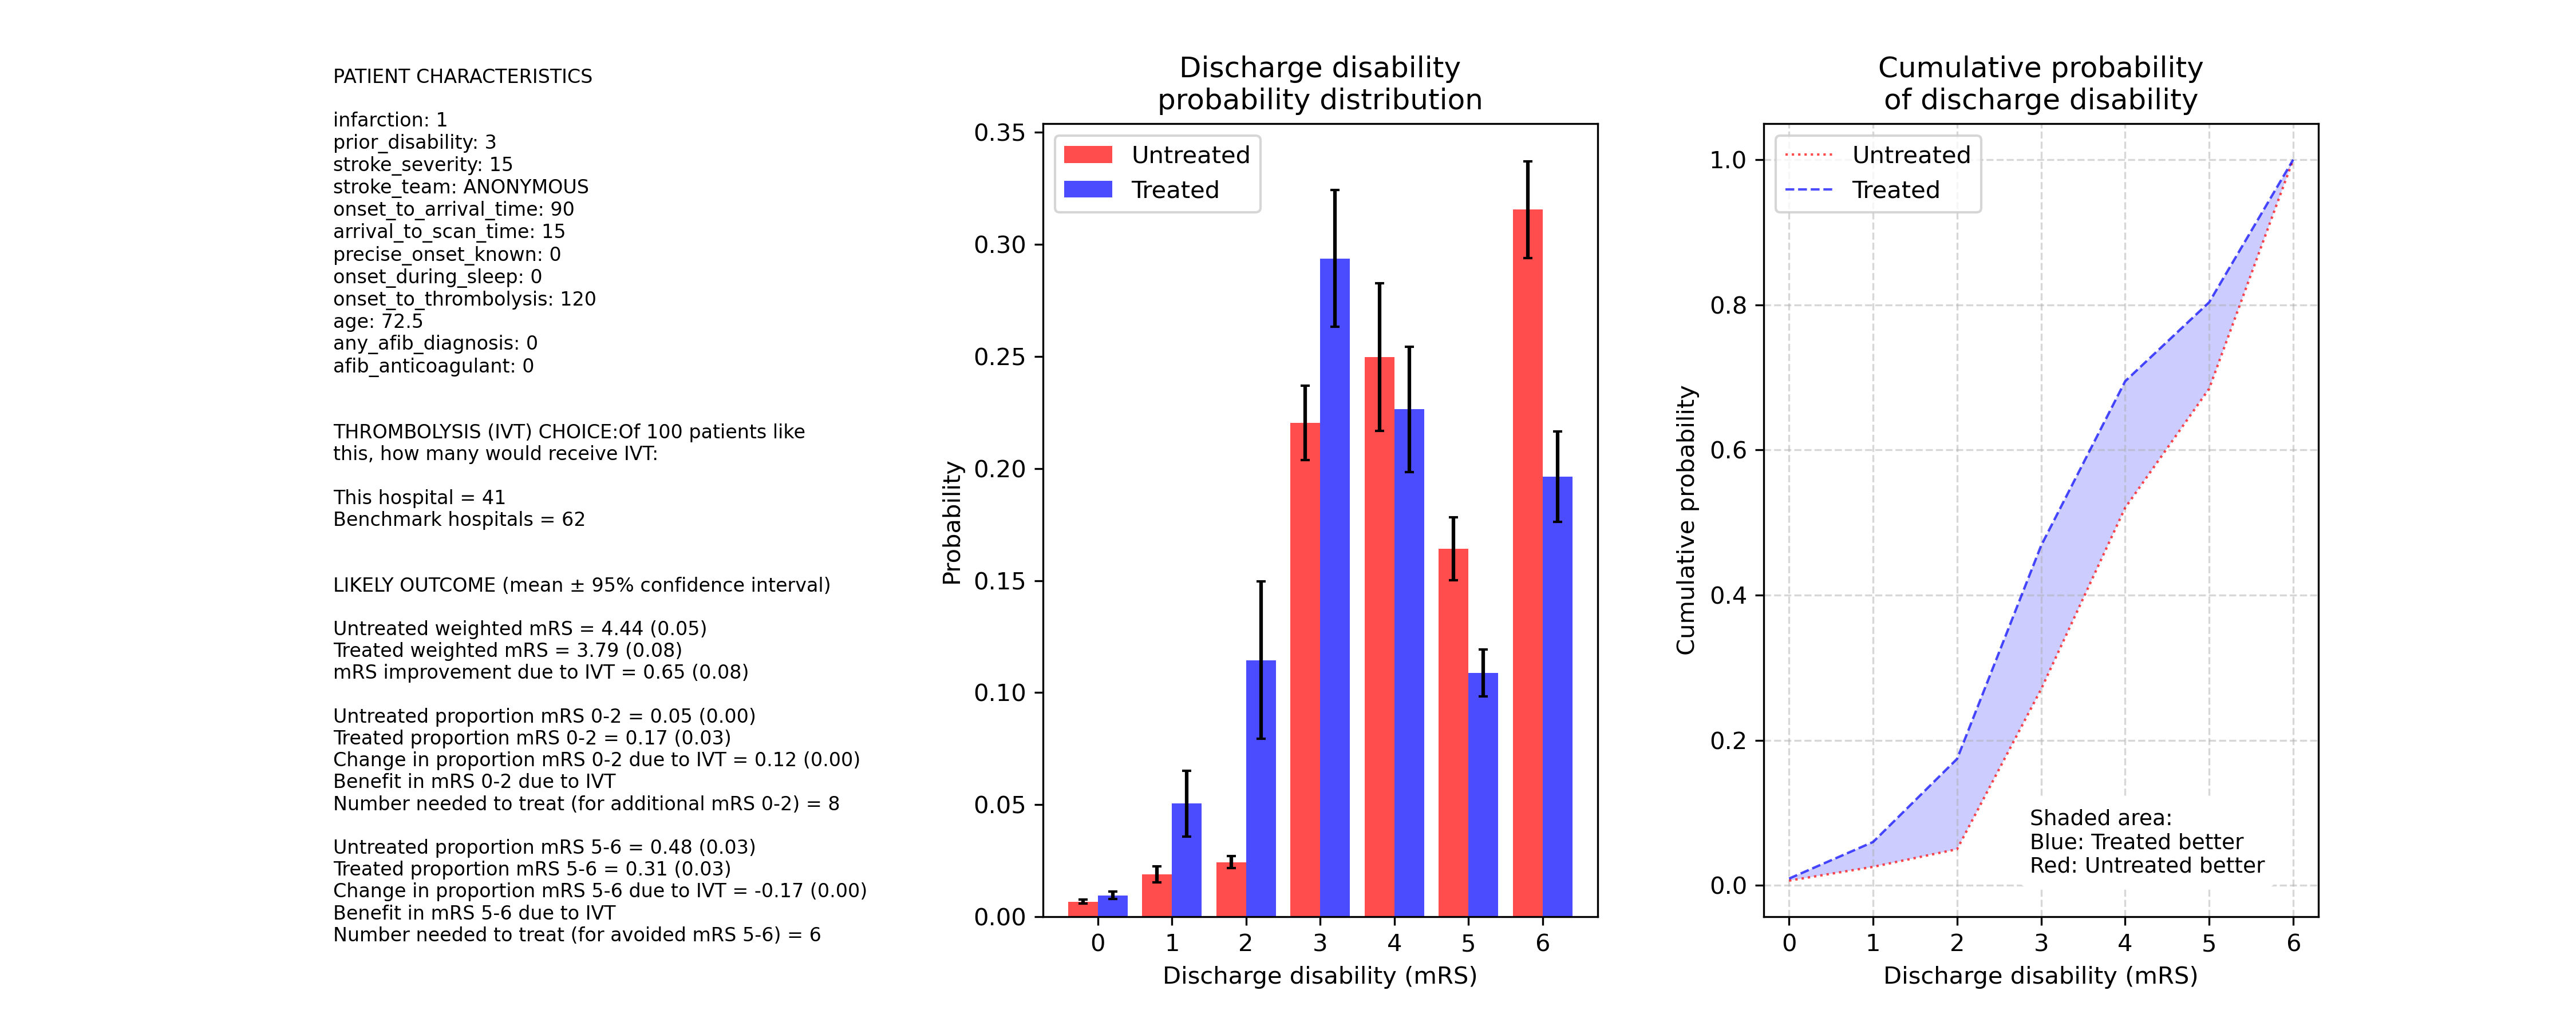 PATIENT CHARACTERISTICS
infarction: 1
prior_disability: 3
stroke_severity: 15
stroke_team: ANONYMOUS
onset_to_arrival_time: 90
arrival_to_scan_time: 15
precise_onset_known: 0
onset_during_sleep: 0
onset_to_thrombolysis: 120
age: 72.5
any_afib_diagnosis: 0
afib_anticoagulant: 0
THROMBOLYSIS (IVT) CHOICE:Of 100 patients like
this, how many would receive IVT:
This hospital = 41
Benchmark hospitals = 62
LIKELY OUTCOME (mean ± 95% confidence interval)
Untreated weighted mRS = 4.44 (0.05)
Treated weighted mRS = 3.79 (0.08)
mRS improvement due to IVT = 0.65 (0.08)
Untreated proportion mRS 0-2 = 0.05 (0.00)
Treated proportion mRS 0-2 = 0.17 (0.03)
Change in proportion mRS 0-2 due to IVT = 0.12 (0.00)
Benefit in mRS 0-2 due to IVT
Number needed to treat (for additional mRS 0-2) = 8
Untreated proportion mRS 5-6 = 0.48 (0.03)
Treated proportion mRS 5-6 = 0.31 (0.03)
Change in proportion mRS 5-6 due to IVT = -0.17 (0.00)
Benefit in mRS 5-6 due to IVT
Number needed to treat (for avoided mRS 5-6) = 6
Discharge disability
probability distribution
Untreated
Treated
Probability
0.35
0.30
0.25
0.20
0.15
0.10
0.05
0.00
0 1 2 3 4 5 6
Discharge disability (mRS)
Cumulative probability
of discharge disability
Untreated
Treated
Cumulative probability
1.0
0.8
0.6
0.4
0.2
0.0
Shaded area:
Blue: Treated better
Red: Untreated better
0 1 2 3 4 5 6
Discharge disability (mRS)